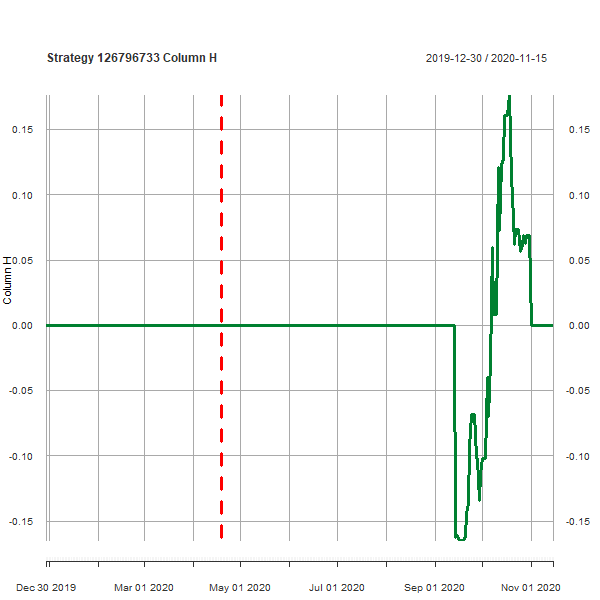 Strategy 126796733 Column H
2019-12-30 / 2020-11-15
0.15
0.10
0.05
0.00
-0.05
-0.10
-0.15
Column H
0.15
0.10
0.05
0.00
-0.05
-0.10
-0.15
Dec 30 2019
Mar 01 2020
May 01 2020
Jul 01 2020
Sep 01 2020
Nov 01 2020